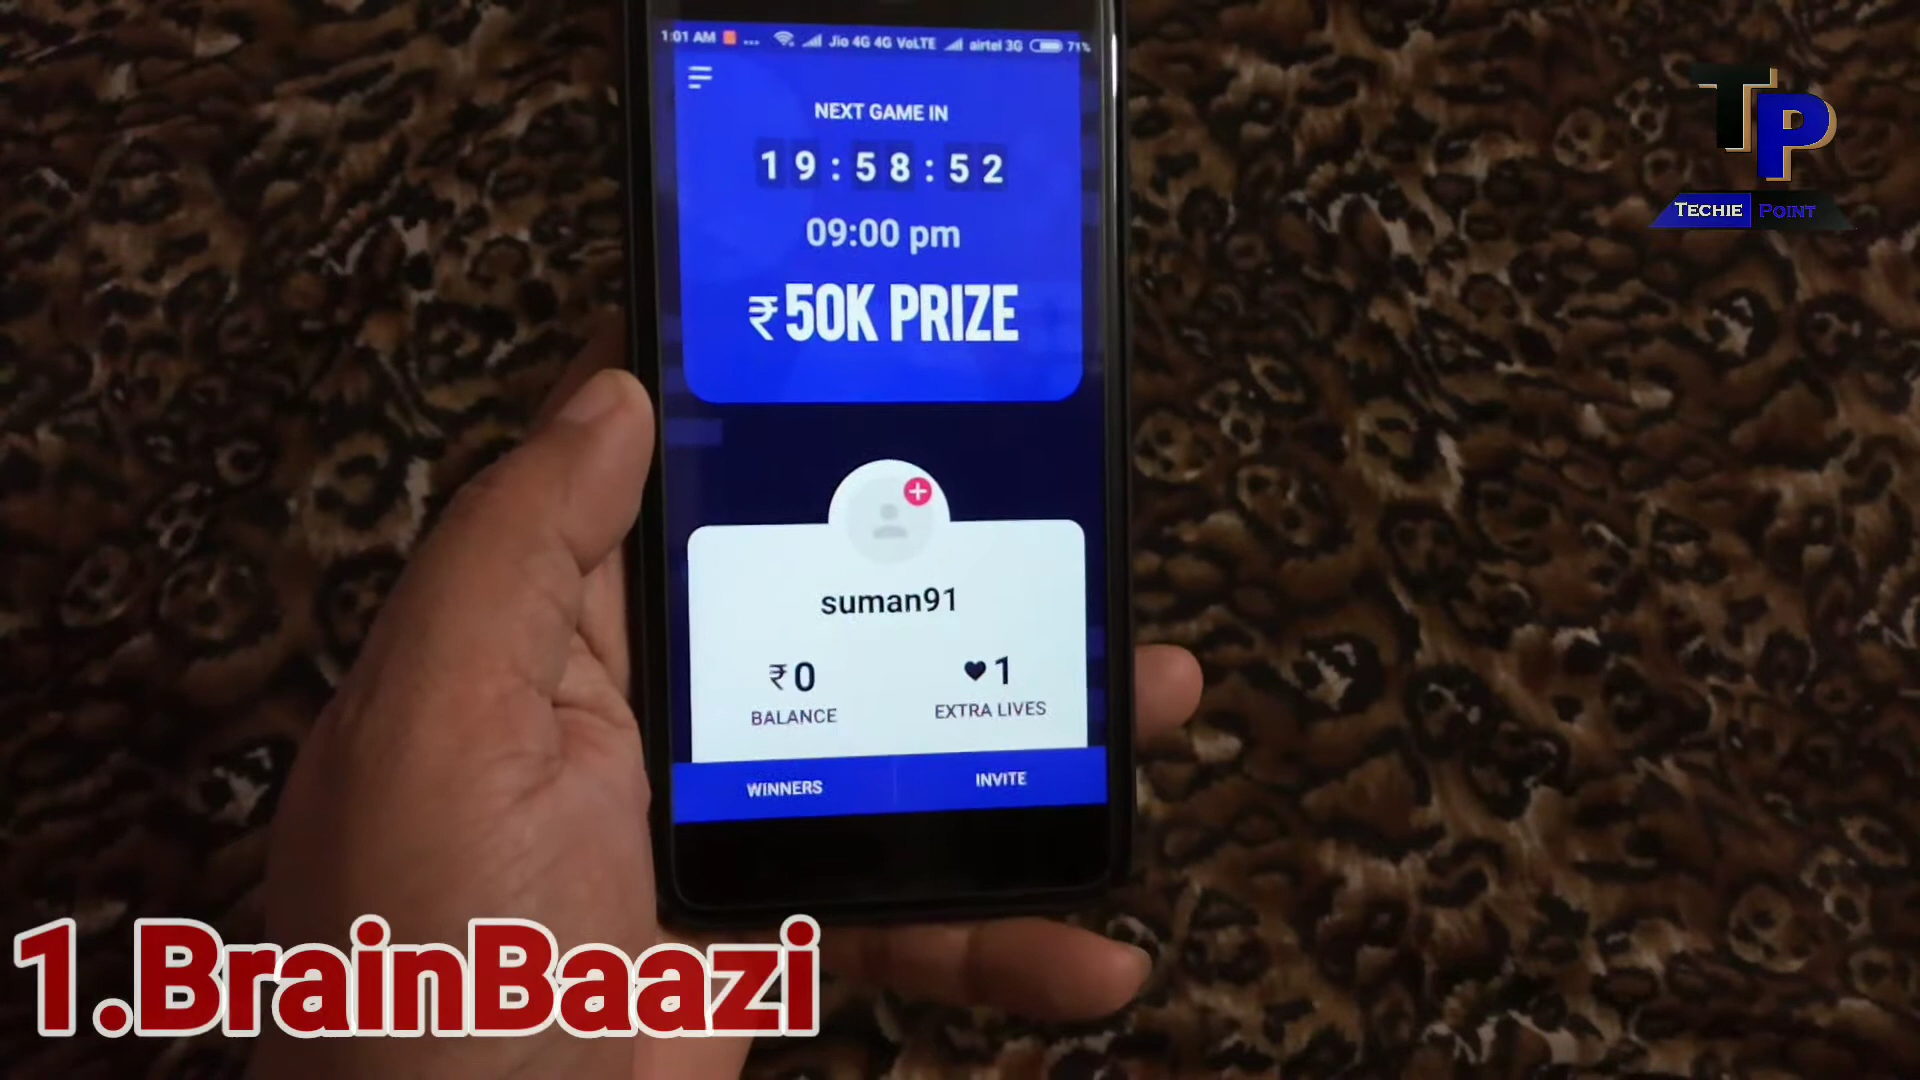 1:01 AM ... Jio 4G 4G VoLTE airtel 3G 71%
NEXT GAME IN
19:58:52
09:00 pm
₹50K PRIZE
suman91
₹0
BALANCE
1
EXTRA LIVES
WINNERS
INVITE
TP
TECHIE POINT
1.BrainBaazi